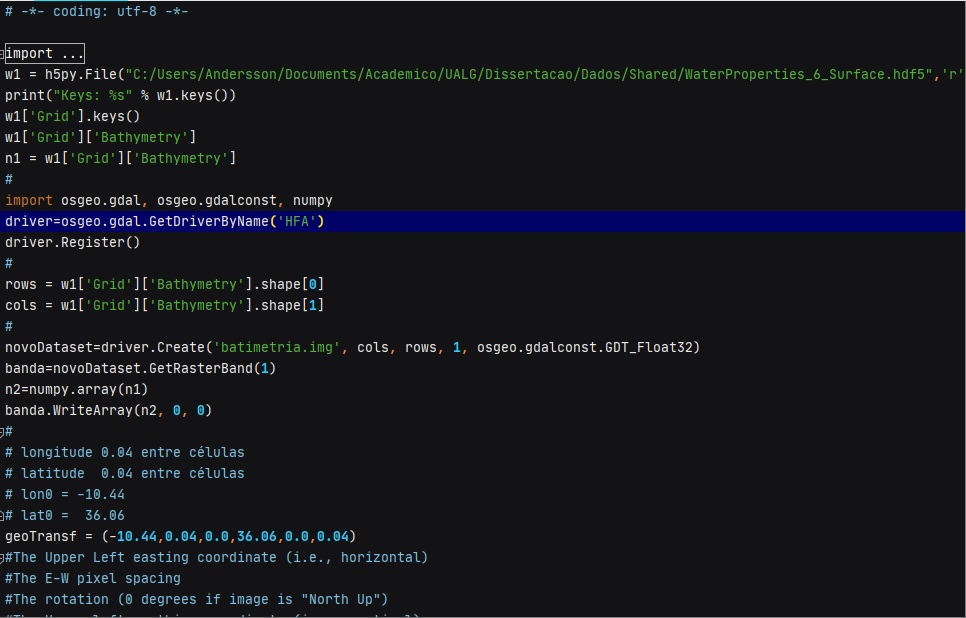 # -*- coding: utf-8 -*-
import ...
w1 = h5py.File("C:/Users/Andersson/Documents/Academico/UALG/Dissertacao/Dados/Shared/WaterProperties_6_Surface.hdf5",'r'
print("Keys: %s" % w1.keys())
w1['Grid'].keys()
w1['Grid']['Bathymetry']
n1 = w1['Grid']['Bathymetry']
#
import osgeo.gdal, osgeo.gdalconst, numpy
driver=osgeo.gdal.GetDriverByName('HFA')
driver.Register()
#
rows = w1['Grid']['Bathymetry'].shape[0]
cols = w1['Grid']['Bathymetry'].shape[1]
#
novoDataset=driver.Create('batimetria.img', cols, rows, 1, osgeo.gdalconst.GDT_Float32)
banda=novoDataset.GetRasterBand(1)
n2=numpy.array(n1)
banda.WriteArray(n2, 0, 0)
#
# longitude 0.04 entre células
# latitude  0.04 entre células
# lon0 = -10.44
# lat0 =  36.06
geoTransf = (-10.44,0.04,0.0,36.06,0.0,0.04)
#The Upper Left easting coordinate (i.e., horizontal)
#The E-W pixel spacing
#The rotation (0 degrees if image is "North Up")